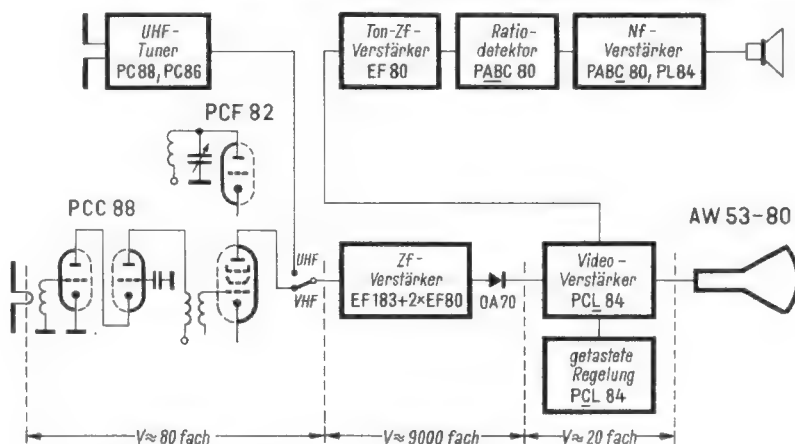 UHF-
Tuner
PC88, PC86
Ton-Zf-
Verstärker
EF 80
Ratio-
detektor
PABC 80
Nf-
Verstärker
PABC 80, PL84
PCF 82
PCC 88
UHF
VHF
Zf-
Verstärker
EF183+2×EF80
OA70
Video-
Verstärker
PCL 84
AW 53-80
getastete
Regelung
PCL 84
V≈80 fach
V≈9000 fach
V≈20 fach